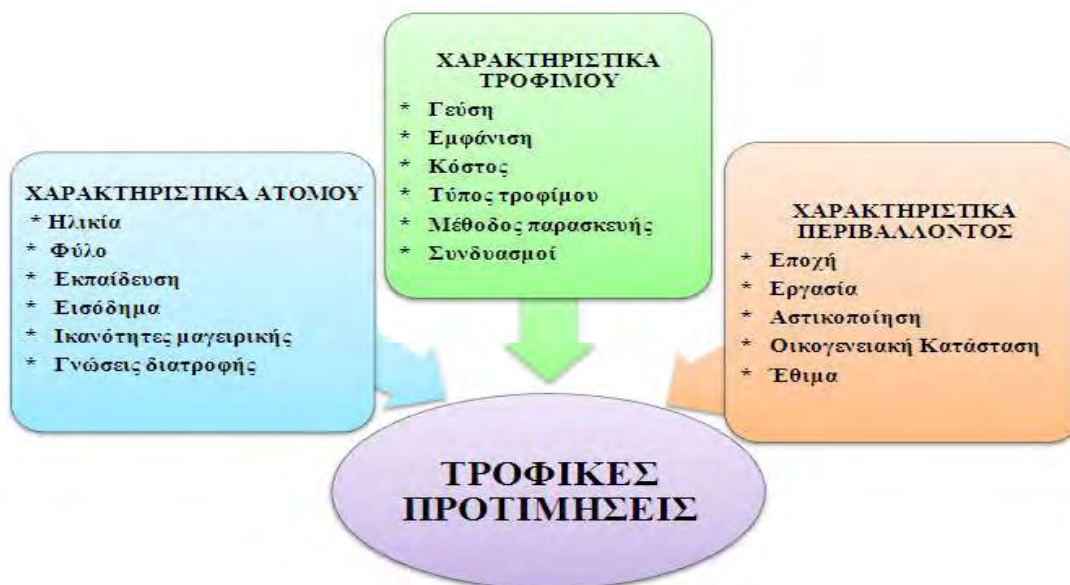 ΧΑΡΑΚΤΗΡΙΣΤΙΚΑ ΑΤΟΜΟΥ
* Ηλικία
* Φύλο
* Εκπαίδευση
* Εισόδημα
* Ικανότητες μαγειρικής
* Γνώσεις διατροφής
ΧΑΡΑΚΤΗΡΙΣΤΙΚΑ
ΤΡΟΦΙΜΟΥ
* Γεύση
* Εμφάνιση
* Κόστος
* Τύπος τροφίμου
* Μέθοδος παρασκευής
* Συνδυασμοί
ΧΑΡΑΚΤΗΡΙΣΤΙΚΑ
ΠΕΡΙΒΑΛΛΟΝΤΟΣ
* Εποχή
* Εργασία
* Αστικοποίηση
* Οικογενειακή Κατάσταση
* Έθιμα
ΤΡΟΦΙΚΕΣ
ΠΡΟΤΙΜΗΣΕΙΣ